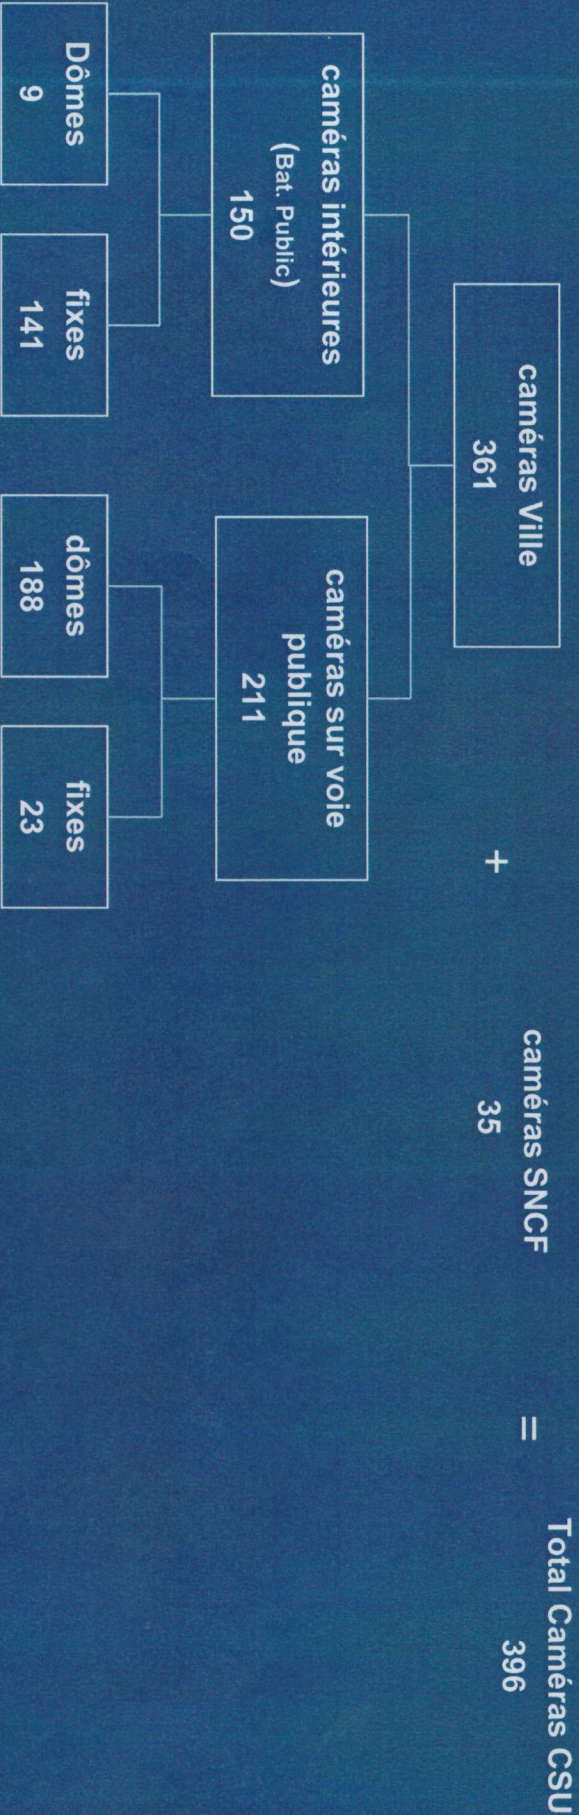 caméras Ville
361
+
caméras SNCF
35
=
Total Caméras CSU
396
caméras intérieures
(Bat. Public)
150
caméras sur voie
publique
211
Dômes
9
fixes
141
dômes
188
fixes
23